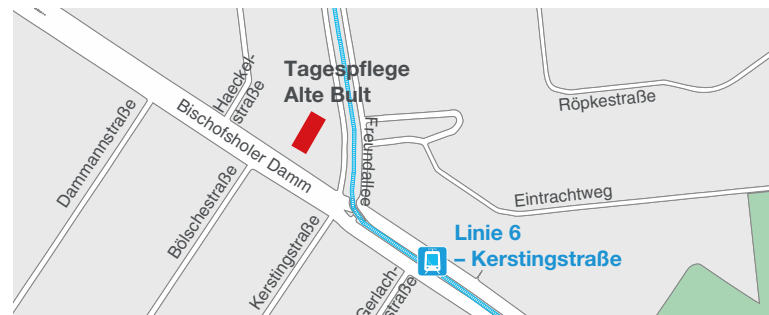 Tagespflege
Alte Bult
Haeckel-
straße
Röpkestraße
Bischofsholer Damm
Dammannstraße
Freundallee
Bölschestraße
Eintrachtweg
Kerstingstraße
Linie 6
– Kerstingstraße
Gerlach-
straße